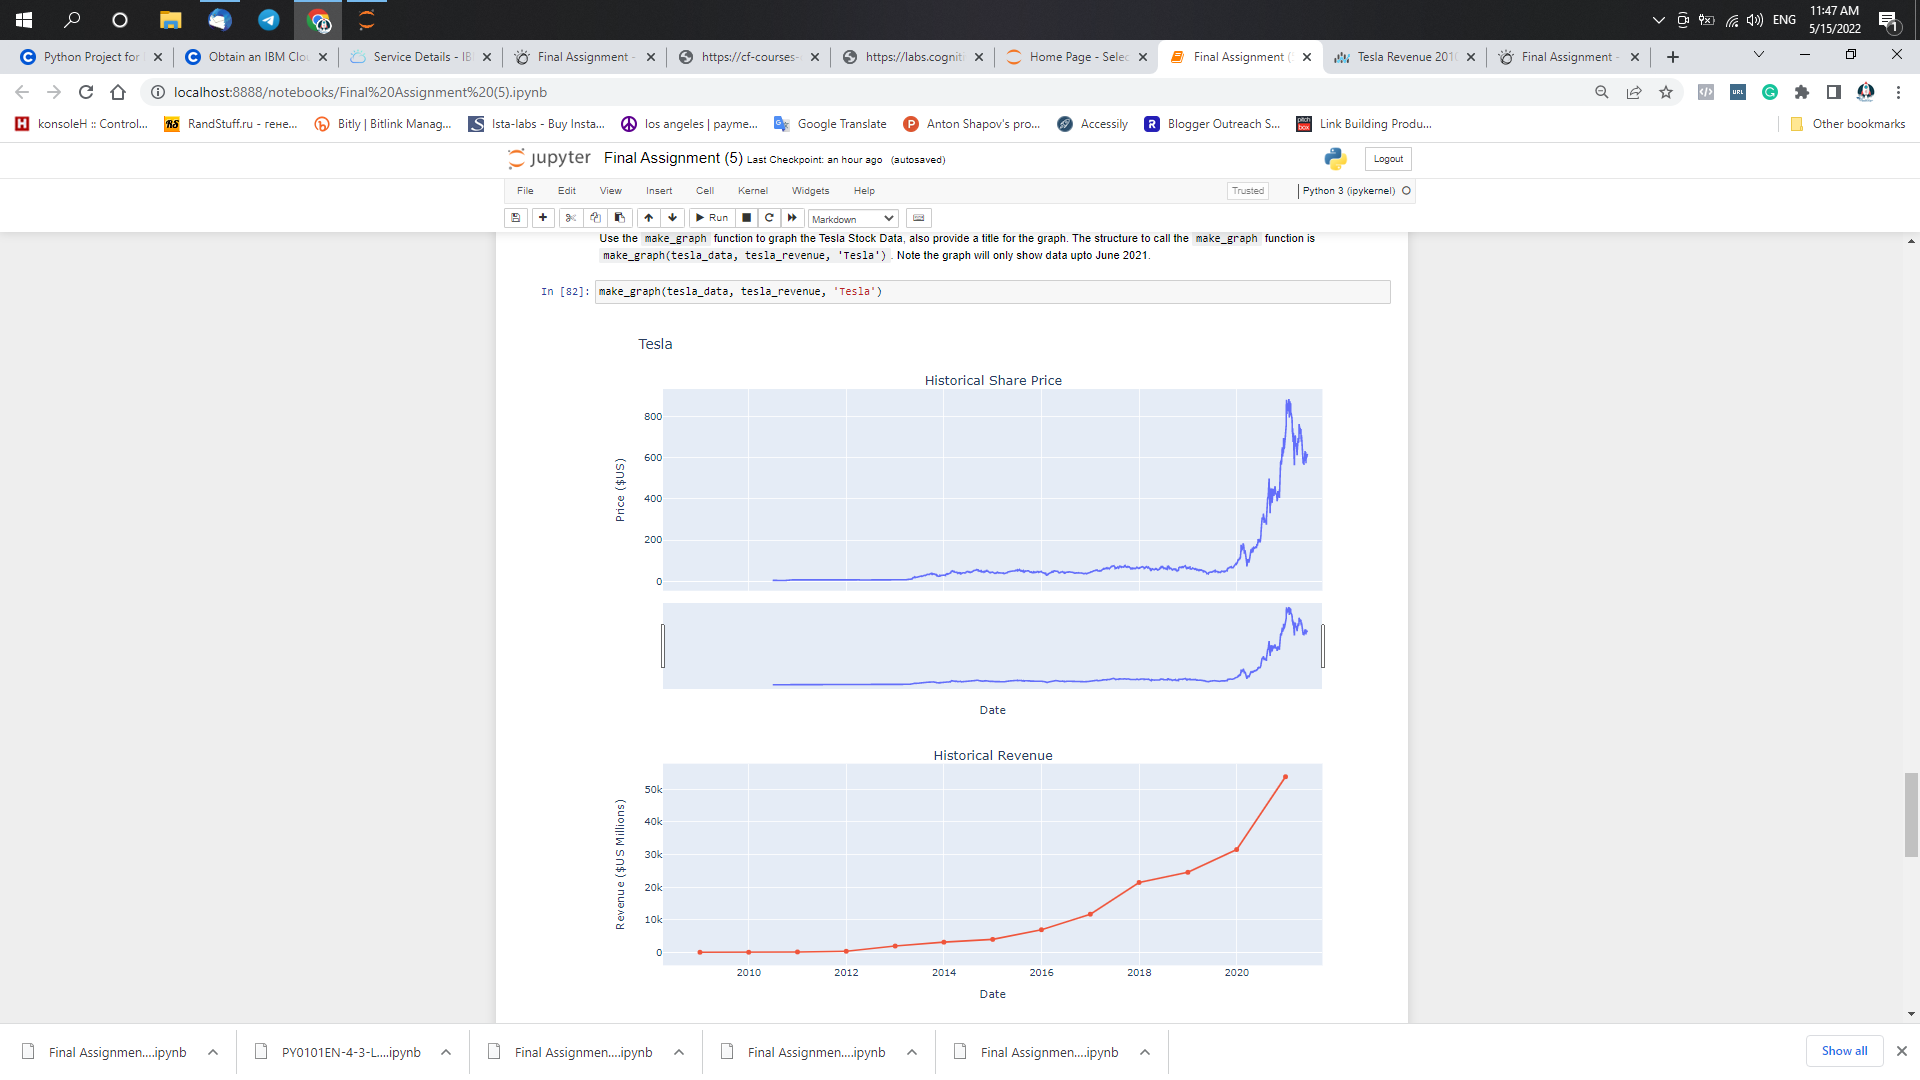 ENG
11:47 AM
5/15/2022
1
Python Project for
Obtain an IBM Clou
Service Details - IB
Final Assignment -
https://cf-courses-
https://labs.cogniti
Home Page - Selec
Final Assignment (
Tesla Revenue 2010
Final Assignment -
localhost:8888/notebooks/Final%20Assignment%20(5).ipynb
URL
konsoleH :: Control...
RandStuff.ru - гене...
Bitly | Bitlink Manag...
Ista-labs - Buy Insta...
los angeles | payme...
Google Translate
Anton Shapov's pro...
Accessily
Blogger Outreach S...
Link Building Produ...
Other bookmarks
jupyter Final Assignment (5) Last Checkpoint: an hour ago (autosaved)
Logout
File Edit View Insert Cell Kernel Widgets Help
Trusted
Python 3 (ipykernel)
Run
Markdown
Use the make_graph function to graph the Tesla Stock Data, also provide a title for the graph. The structure to call the make_graph function is
make_graph(tesla_data, tesla_revenue, 'Tesla') . Note the graph will only show data upto June 2021.
In [82]: make_graph(tesla_data, tesla_revenue, 'Tesla')
Tesla
Historical Share Price
800
600
400
200
0
Price ($US)
Date
Historical Revenue
50k
40k
30k
20k
10k
0
Revenue ($US Millions)
2010 2012 2014 2016 2018 2020
Date
Final Assignmen....ipynb
PY0101EN-4-3-L....ipynb
Final Assignmen....ipynb
Final Assignmen....ipynb
Final Assignmen....ipynb
Show all